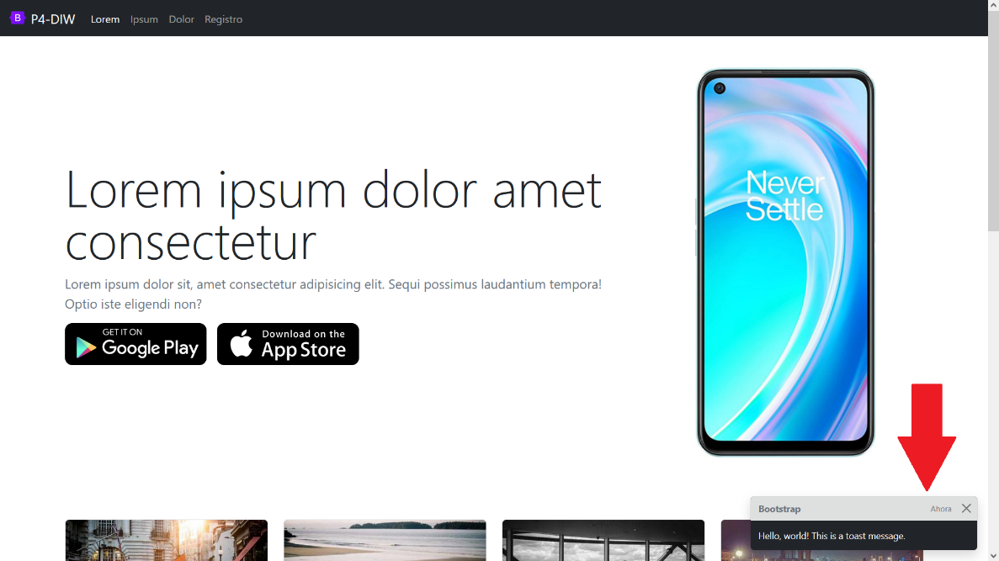 B P4-DIW Lorem Ipsum Dolor Registro
Never
Settle
Lorem ipsum dolor amet
consectetur
Lorem ipsum dolor sit, amet consectetur adipisicing elit. Sequi possimus laudantium tempora!
Optio iste eligendi non?
GET IT ON
Google Play
Download on the
App Store
Bootstrap Ahora
Hello, world! This is a toast message.